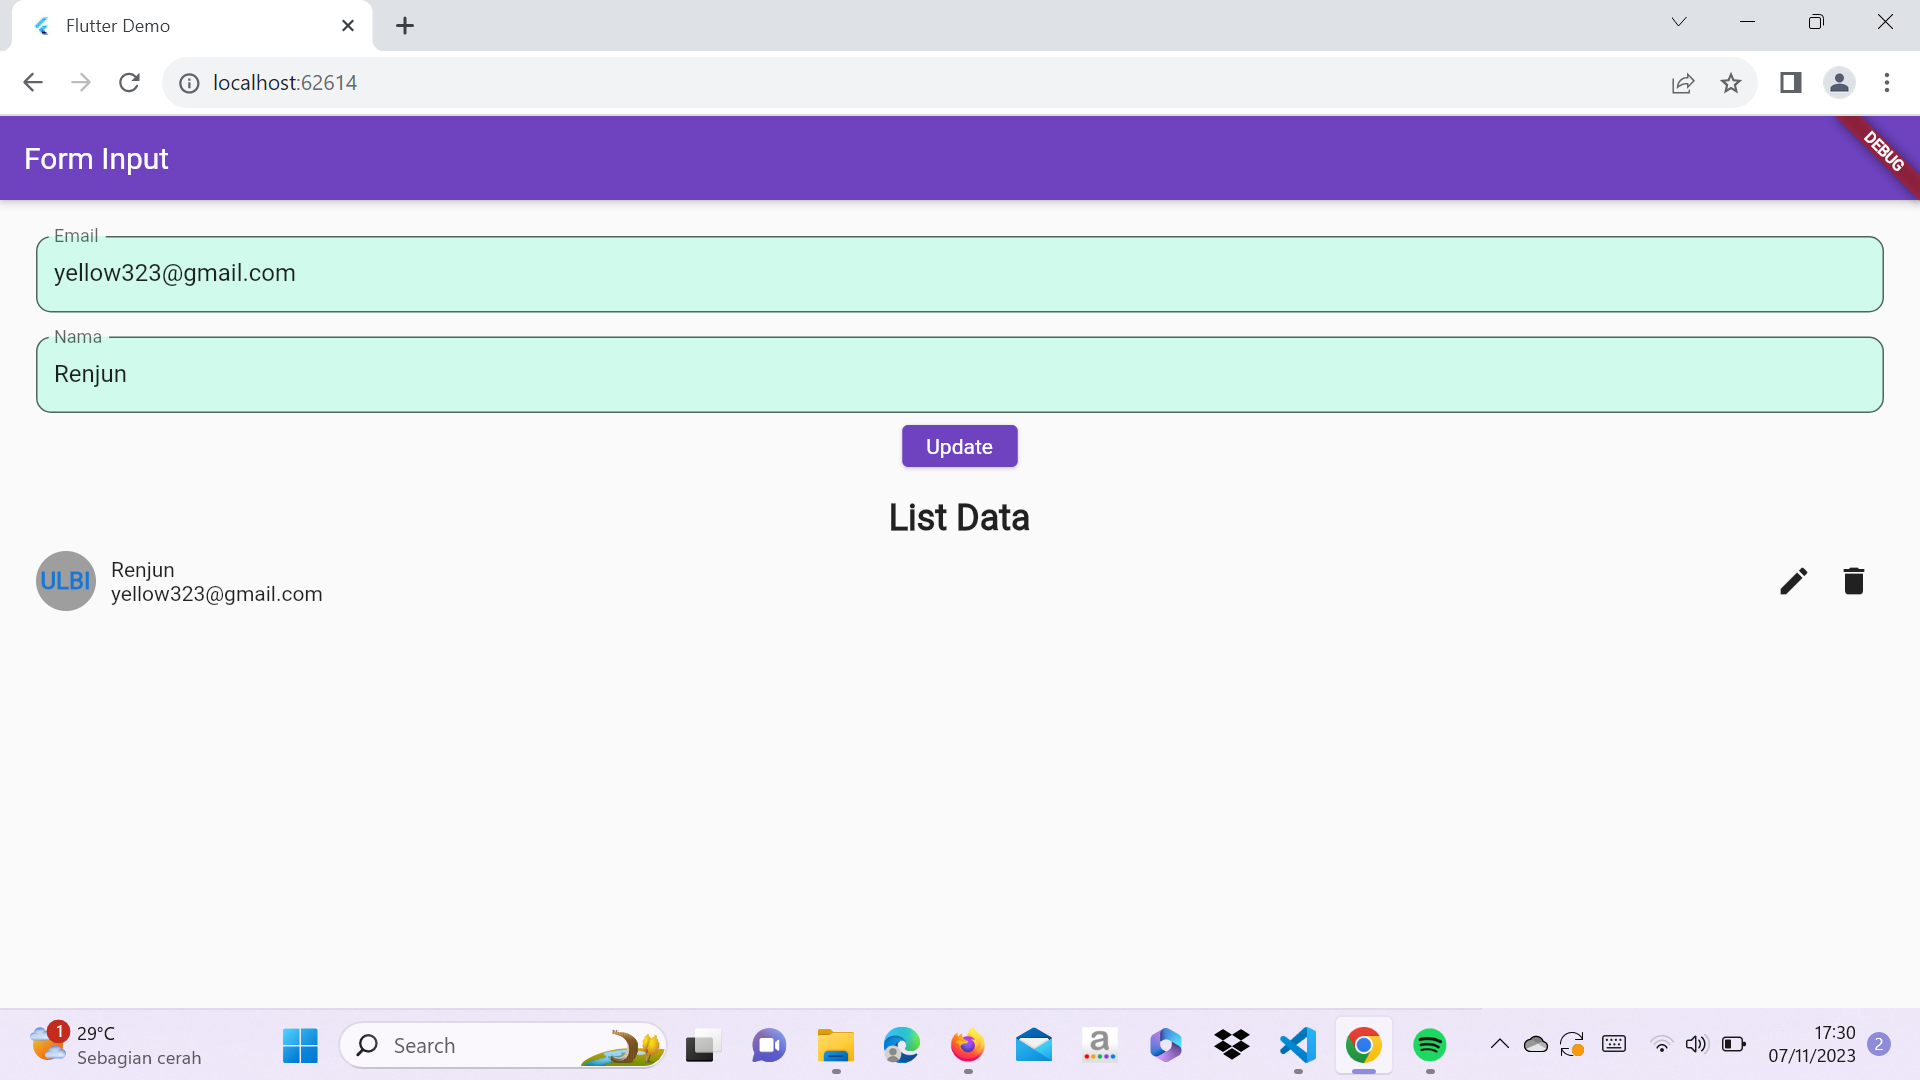 Flutter Demo
localhost:62614
Form Input
DEBUG
Email
yellow323@gmail.com
Nama
Renjun
Update
List Data
ULBI
Renjun
yellow323@gmail.com
1
29°C
Sebagian cerah
Search
a
17:30
07/11/2023
2